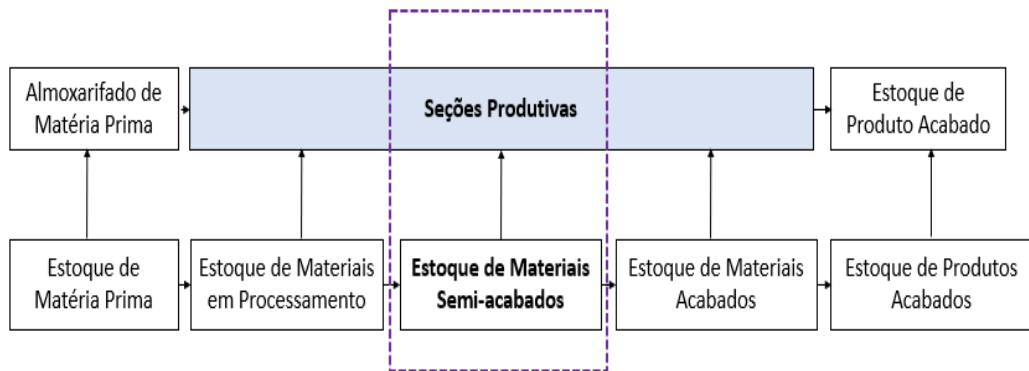 Almoxarifado de
Matéria Prima
Seções Produtivas
Estoque de
Produto Acabado
Estoque de
Matéria Prima
Estoque de Materiais
em Processamento
Estoque de Materiais
Semi-acabados
Estoque de Materiais
Acabados
Estoque de Produtos
Acabados